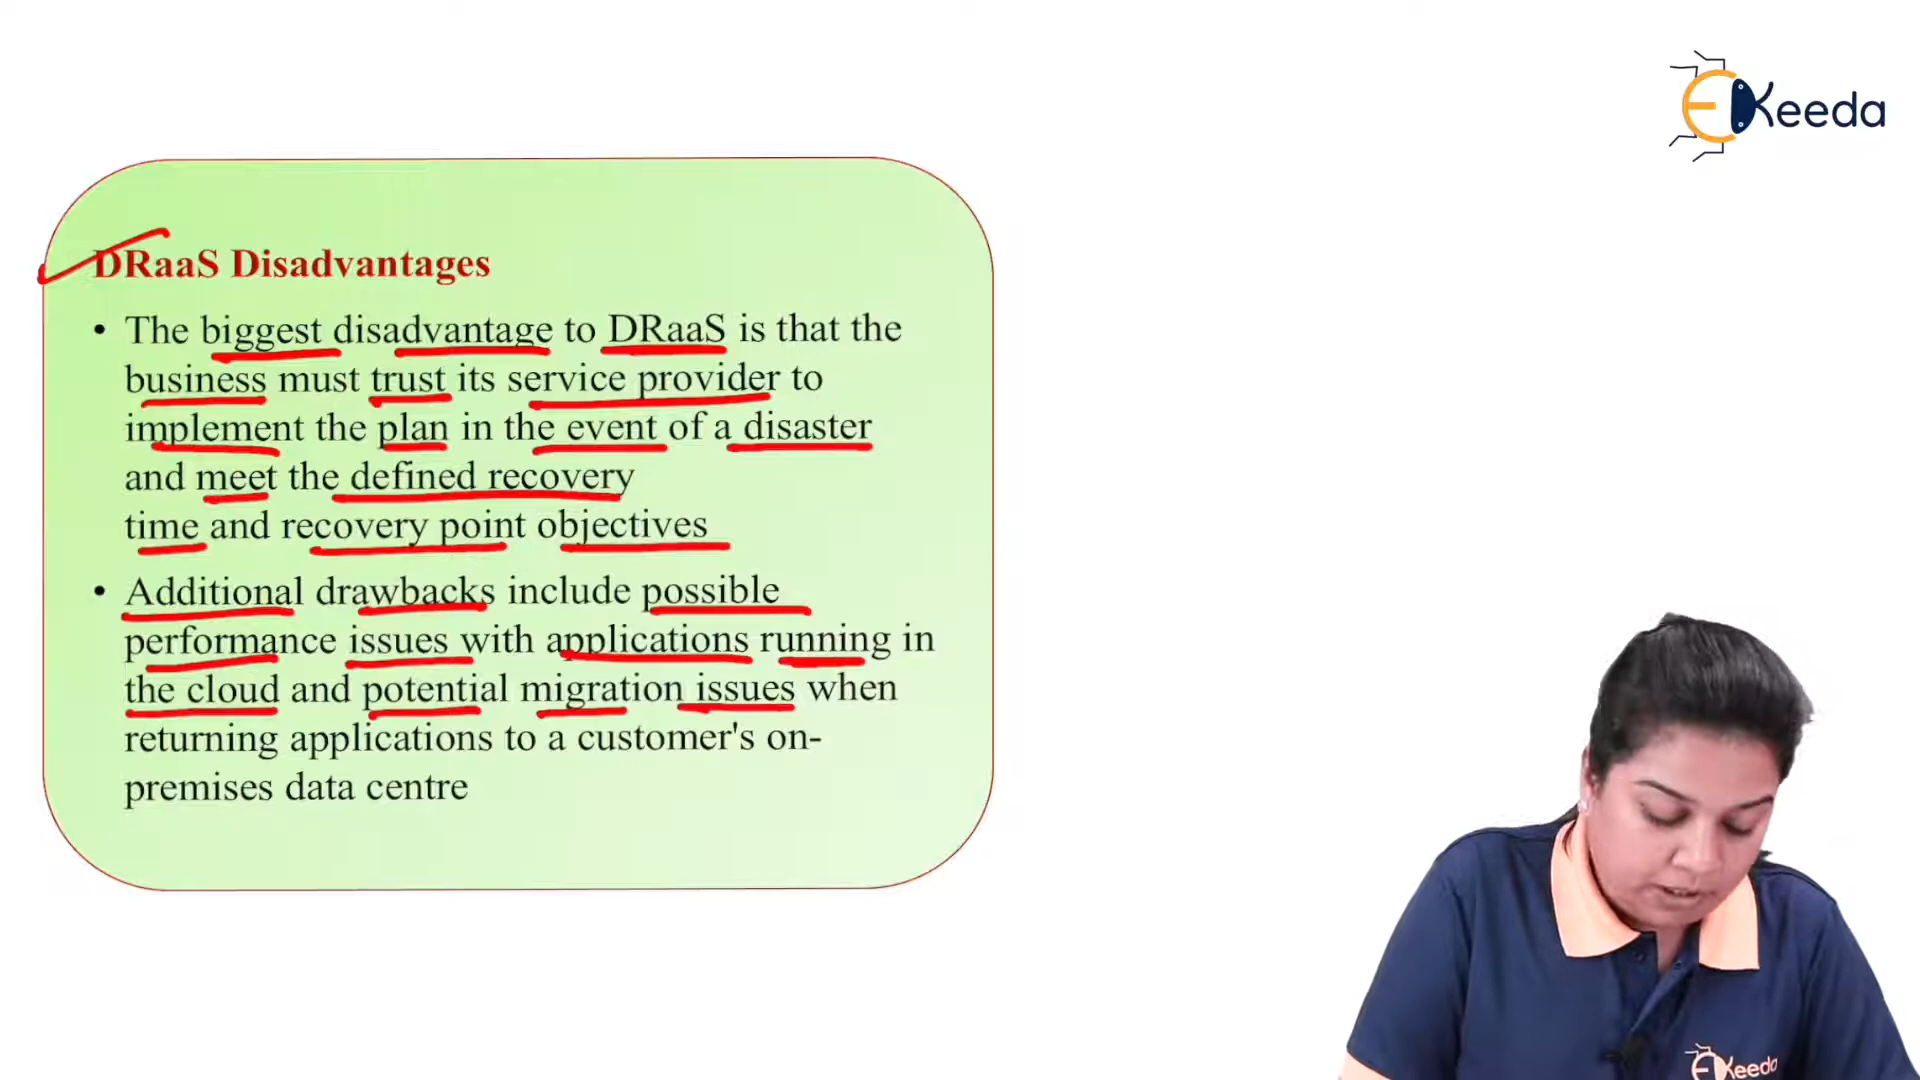 EKeeda
DRaaS Disadvantages
• The biggest disadvantage to DRaaS is that the
business must trust its service provider to
implement the plan in the event of a disaster
and meet the defined recovery
time and recovery point objectives
• Additional drawbacks include possible
performance issues with applications running in
the cloud and potential migration issues when
returning applications to a customer's on-
premises data centre
EKeeda